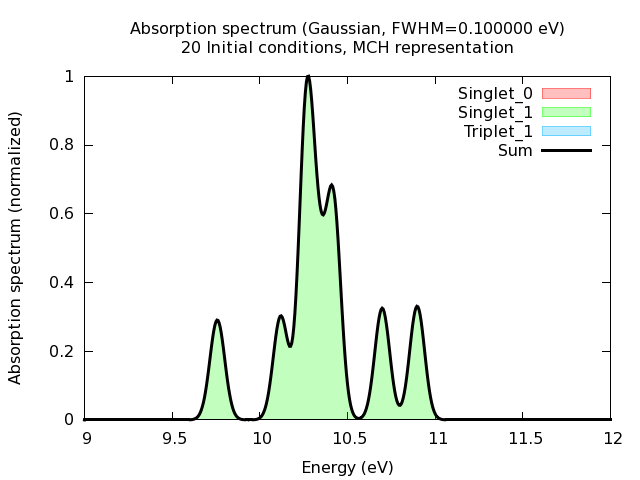 Absorption spectrum (Gaussian, FWHM=0.100000 eV)
20 Initial conditions, MCH representation
Singlet_0
Singlet_1
Triplet_1
Sum
Absorption spectrum (normalized)
1
0.8
0.6
0.4
0.2
0
9
9.5
10
10.5
11
11.5
12
Energy (eV)